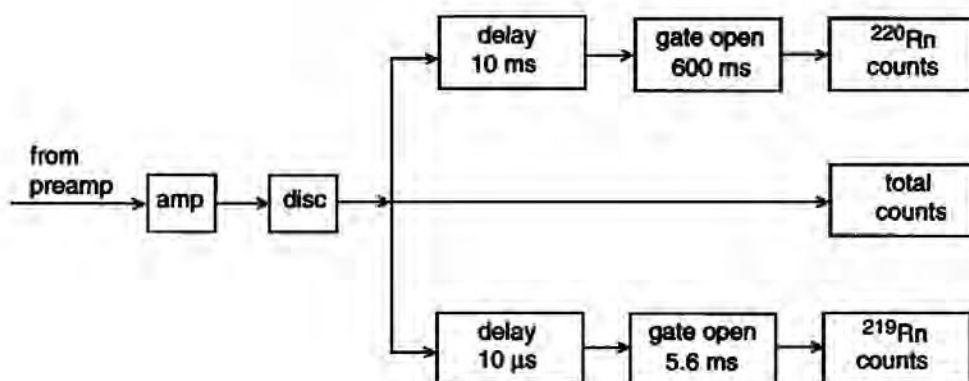 delay
10 ms
gate open
600 ms
²²⁰Rn
counts
from
preamp
amp
disc
total
counts
delay
10 µs
gate open
5.6 ms
²¹⁹Rn
counts